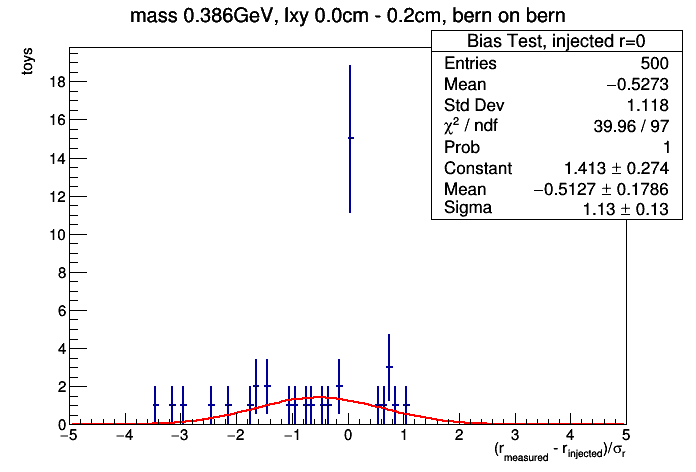 mass 0.386GeV, lxy 0.0cm - 0.2cm, bern on bern
Bias Test, injected r=0
Entries 500
Mean −0.5273
Std Dev 1.118
χ² / ndf 39.96 / 97
Prob 1
Constant 1.413 ± 0.274
Mean −0.5127 ± 0.1786
Sigma 1.13 ± 0.13
toys
18
16
14
12
10
8
6
4
2
0
−5 −4 −3 −2 −1 0 1 2 3 4 5
(r_measured - r_injected)/σ_r